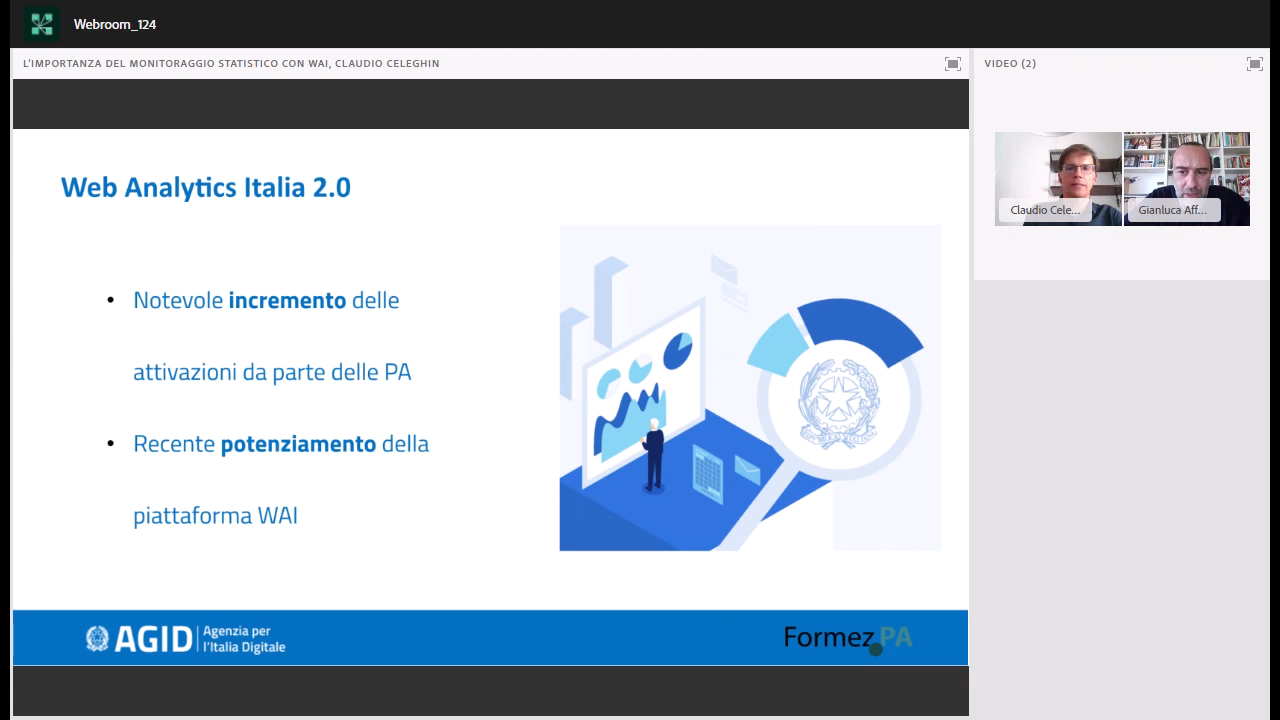 Webroom_124
L'IMPORTANZA DEL MONITORAGGIO STATISTICO CON WAI, CLAUDIO CELEGHIN
VIDEO (2)
Claudio Cele...
Gianluca Aff...
Web Analytics Italia 2.0
• Notevole incremento delle
attivazioni da parte delle PA
• Recente potenziamento della
piattaforma WAI
AGID
Agenzia per
l'Italia Digitale
Formez PA